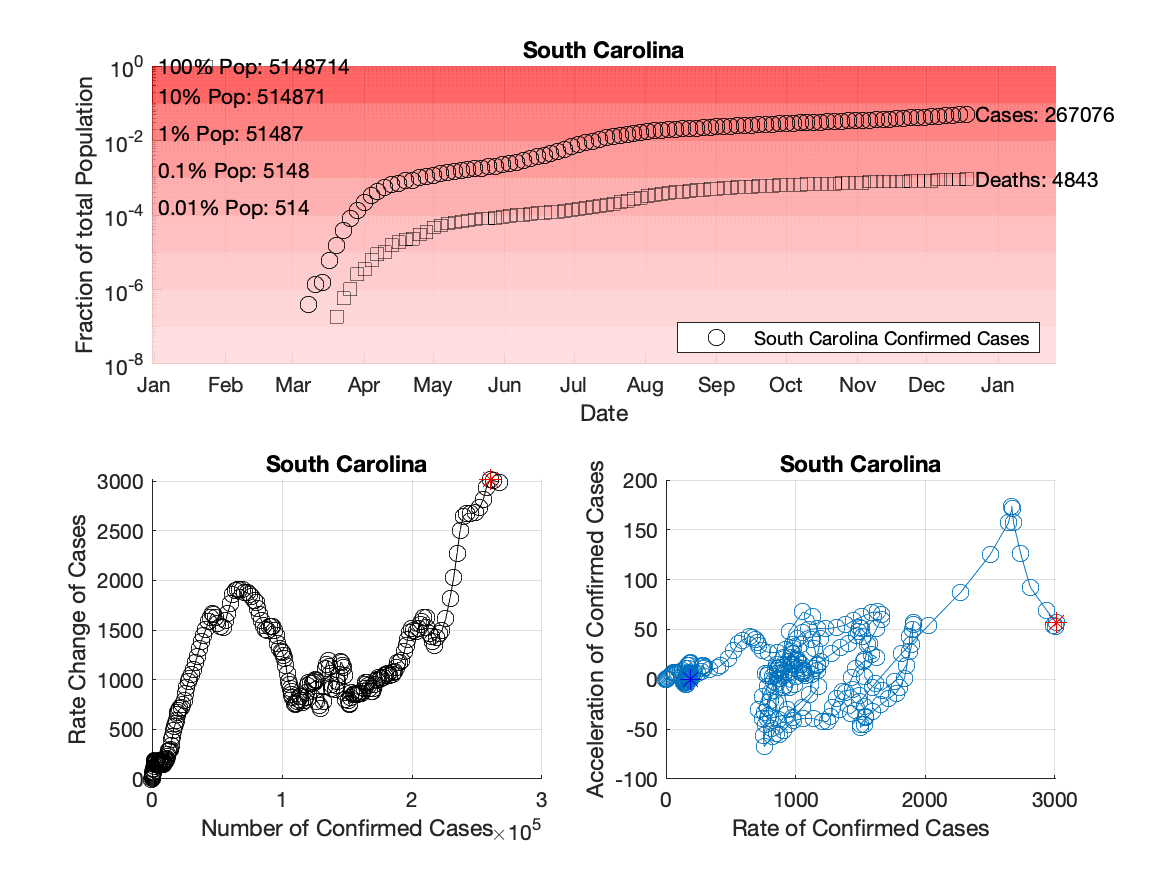 South Carolina
10^0
10^-2
10^-4
10^-6
10^-8
Fraction of total Population
100% Pop: 5148714
10% Pop: 514871
1% Pop: 51487
0.1% Pop: 5148
0.01% Pop: 514
Cases: 267076
Deaths: 4843
South Carolina Confirmed Cases
Jan Feb Mar Apr May Jun Jul Aug Sep Oct Nov Dec Jan
Date
South Carolina
3000
2500
2000
1500
1000
500
0
Rate Change of Cases
0 1 2 3
Number of Confirmed Cases ×10^5
South Carolina
200
150
100
50
0
-50
-100
Acceleration of Confirmed Cases
0 1000 2000 3000
Rate of Confirmed Cases